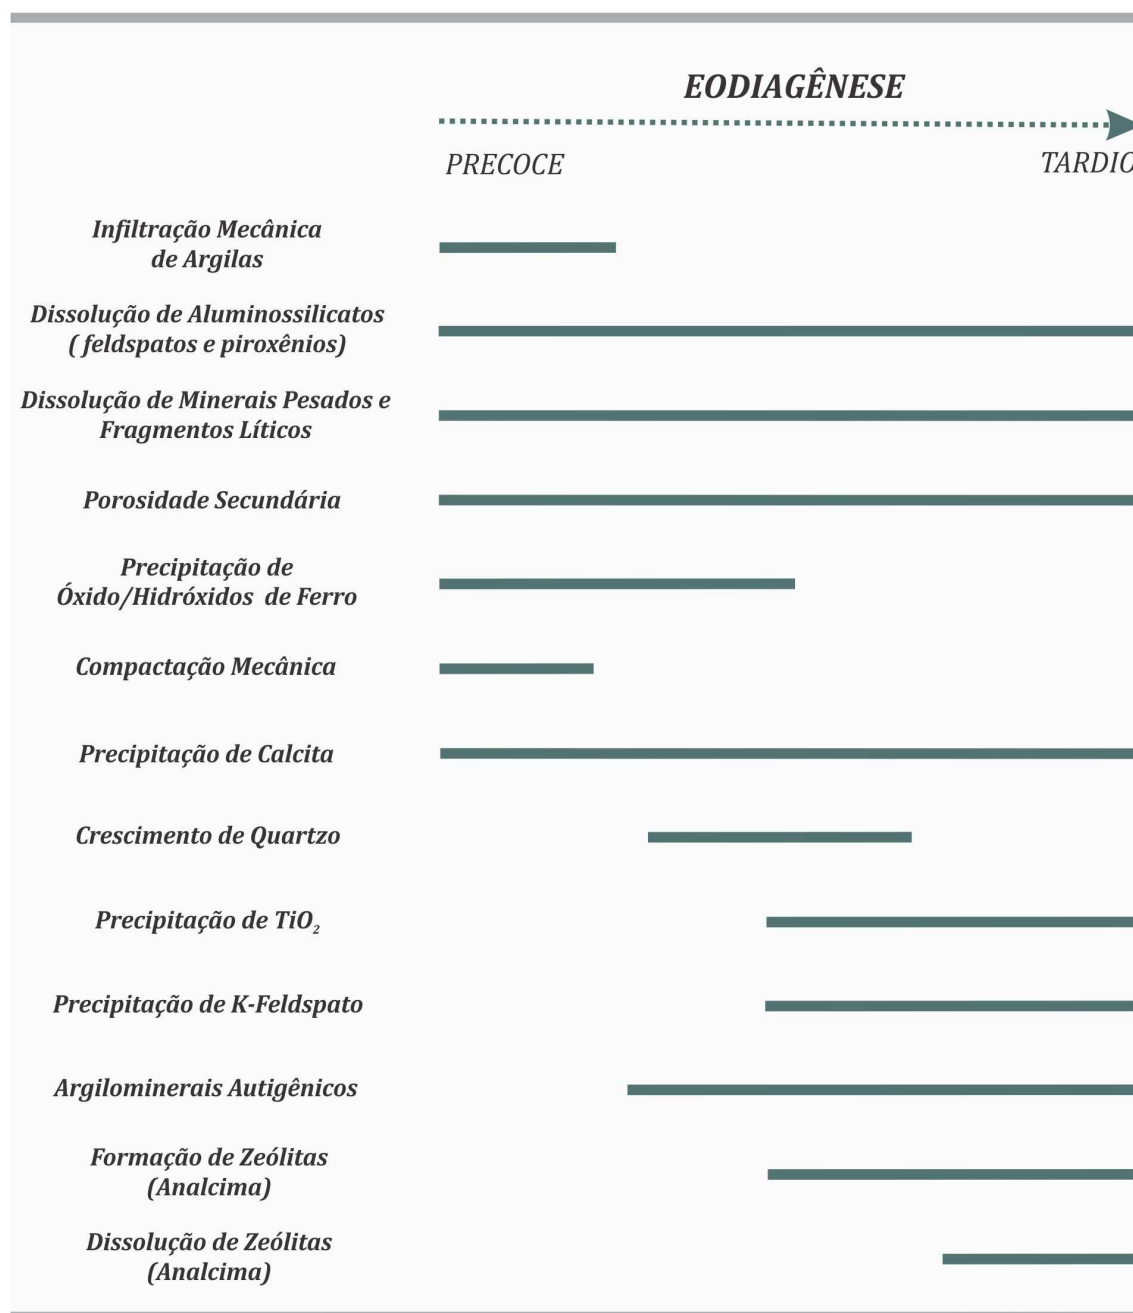 EODIAGÊNESE
PRECOCE
TARDIO
Infiltração Mecânica
de Argilas
Dissolução de Aluminossilicatos
( feldspatos e piroxênios)
Dissolução de Minerais Pesados e
Fragmentos Líticos
Porosidade Secundária
Precipitação de
Óxido/Hidróxidos de Ferro
Compactação Mecânica
Precipitação de Calcita
Crescimento de Quartzo
Precipitação de TiO₂
Precipitação de K-Feldspato
Argilominerais Autigênicos
Formação de Zeólitas
(Analcima)
Dissolução de Zeólitas
(Analcima)